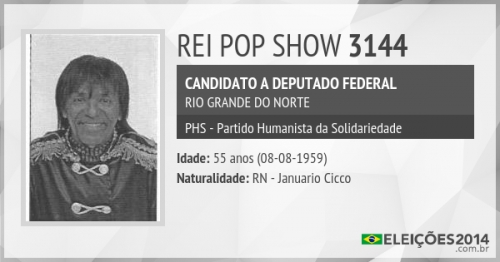 REI POP SHOW 3144
CANDIDATO A DEPUTADO FEDERAL
RIO GRANDE DO NORTE
PHS - Partido Humanista da Solidariedade
Idade: 55 anos (08-08-1959)
Naturalidade: RN - Januario Cicco
ELEIÇÕES2014
.com.br